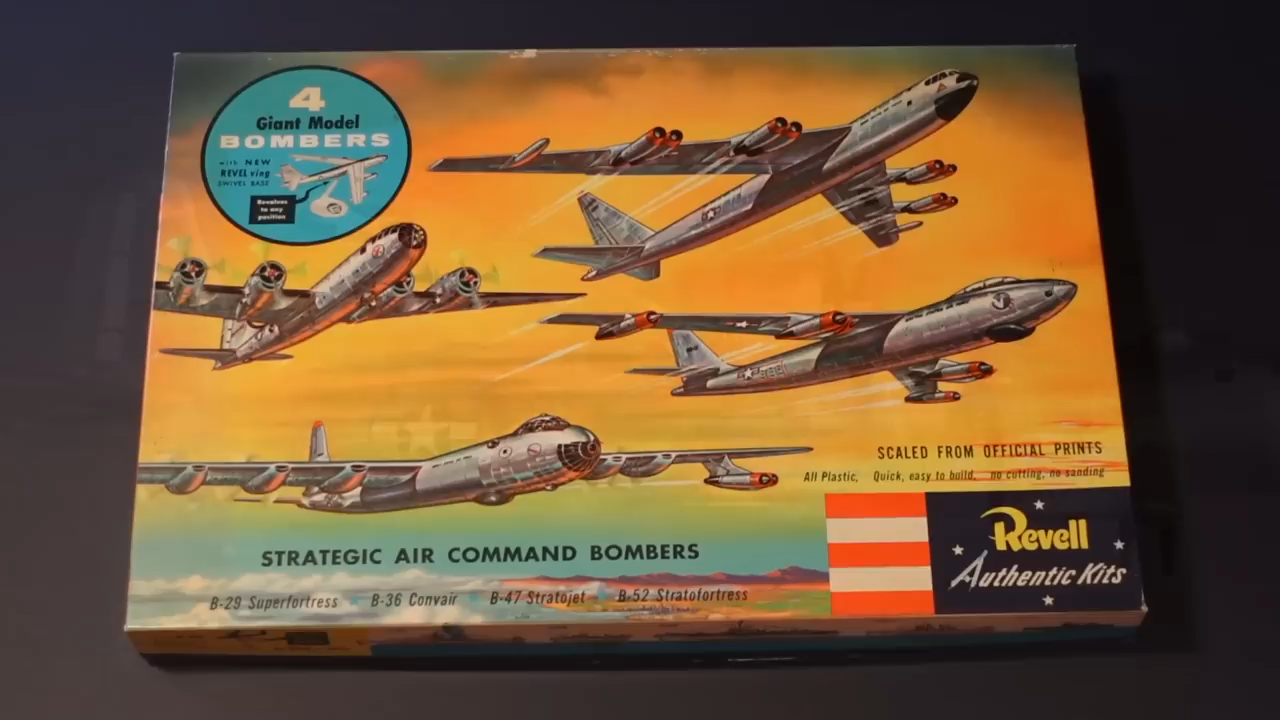 4
Giant Model
BOMBERS
with NEW
REVELving
SWIVEL BASE
Revolves
to any
position
SCALED FROM OFFICIAL PRINTS
All Plastic, Quick, easy to build, no cutting, no sanding
Revell
Authentic Kits
STRATEGIC AIR COMMAND BOMBERS
B-29 Superfortress B-36 Convair B-47 Stratojet B-52 Stratofortress